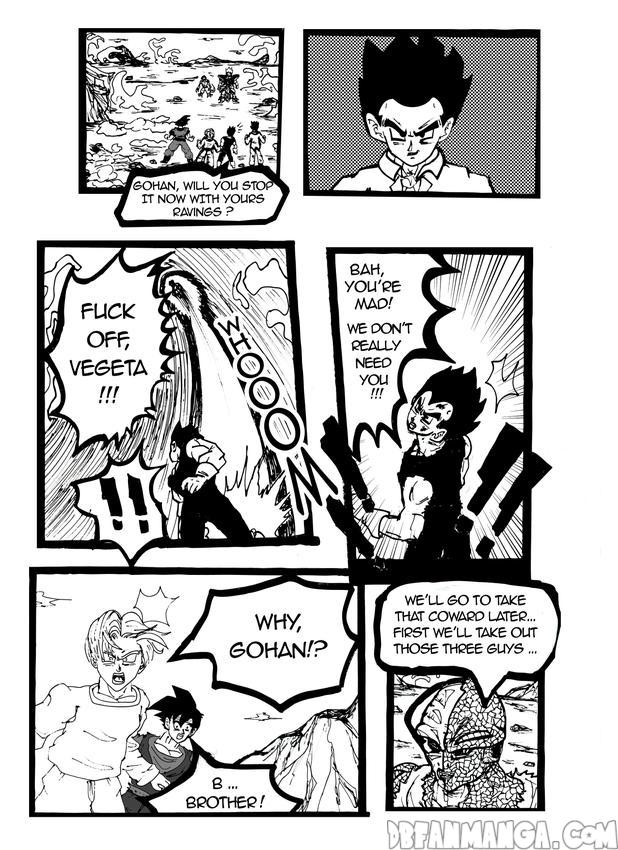 GOHAN, WILL YOU STOP
IT NOW WITH YOURS
RAVINGS ?
FUCK
OFF,
VEGETA
!!!
WHOOOOM
BAH,
YOU'RE
MAD!
WE DON'T
REALLY
NEED
YOU
!!!
!!
!!
WHY,
GOHAN!?
B ...
BROTHER!
WE'LL GO TO TAKE
THAT COWARD LATER...
FIRST WE'LL TAKE OUT
THOSE THREE GUYS ...
DBFANMANGA.COM